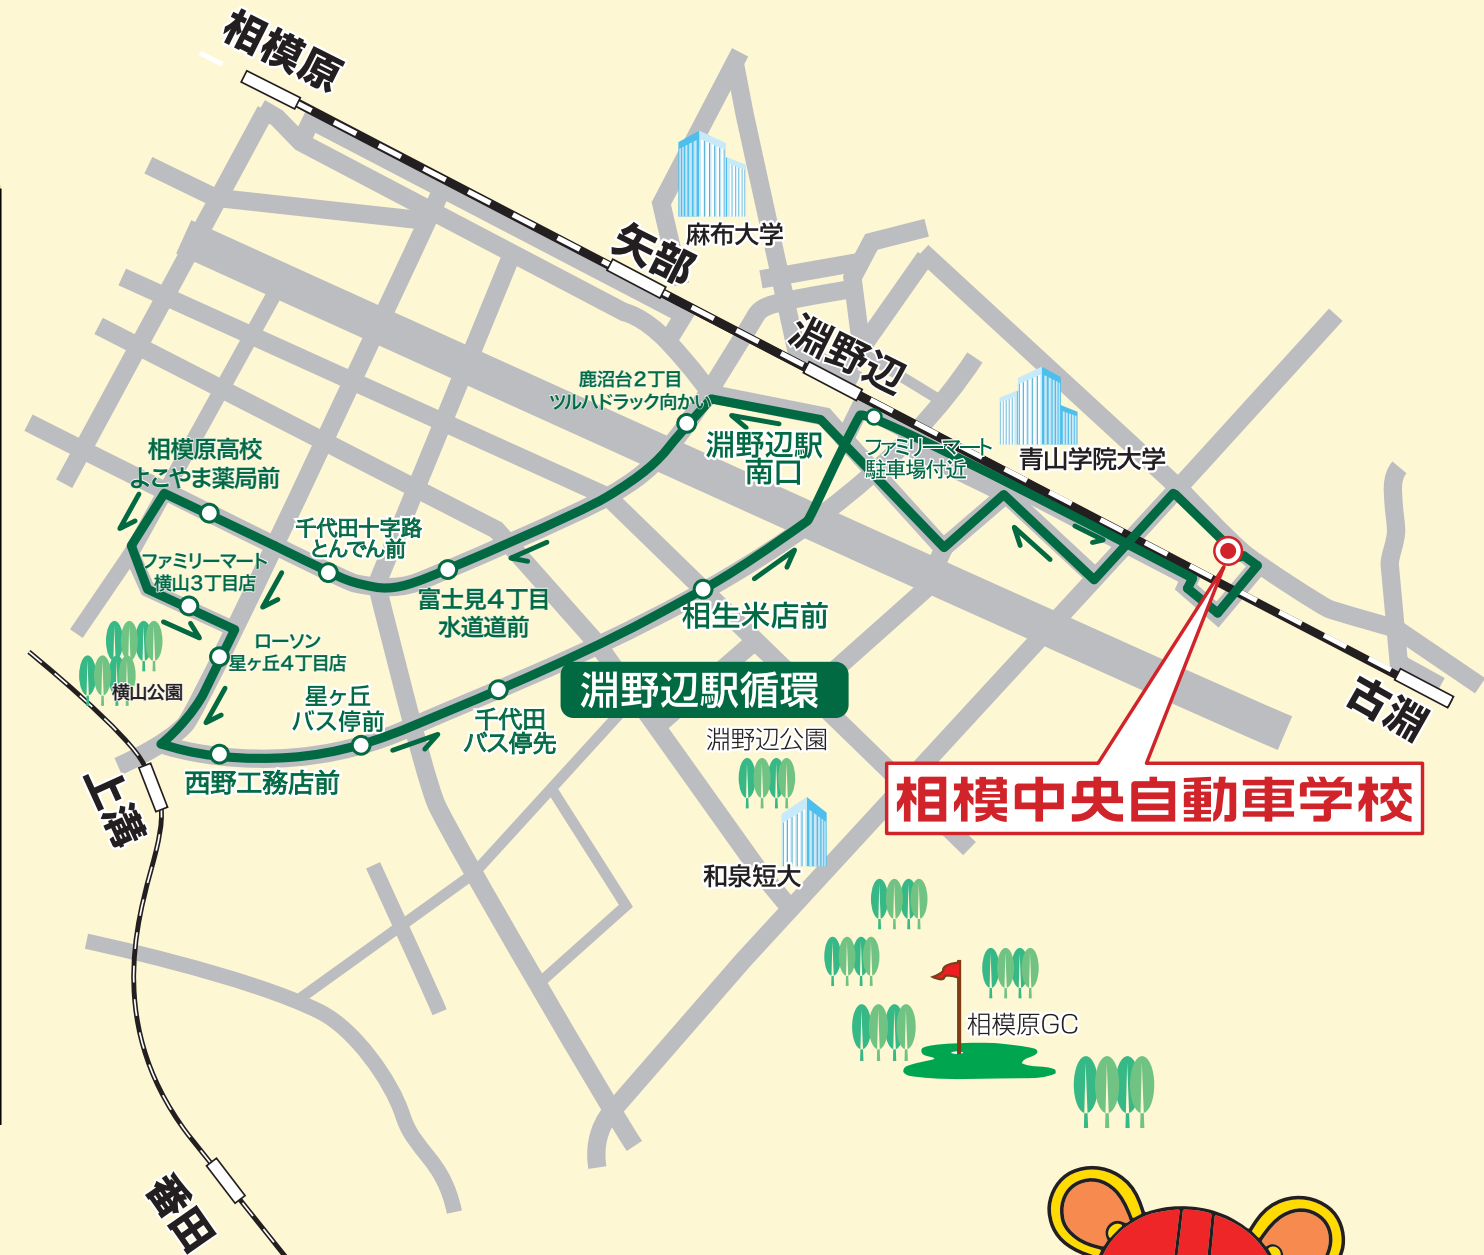 相模原
矢部
麻布大学
淵野辺
鹿沼台2丁目
ツルハドラック向かい
淵野辺駅
南口
ファミリーマート
駐車場付近
青山学院大学
相模原高校
よこやま薬局前
千代田十字路
とんでん前
ファミリーマート
横山3丁目店
富士見4丁目
水道道前
相生米店前
ローソン
星ヶ丘4丁目店
横山公園
星ヶ丘
バス停前
千代田
バス停先
淵野辺駅循環
淵野辺公園
古淵
西野工務店前
上溝
相模中央自動車学校
和泉短大
相模原GC
番田